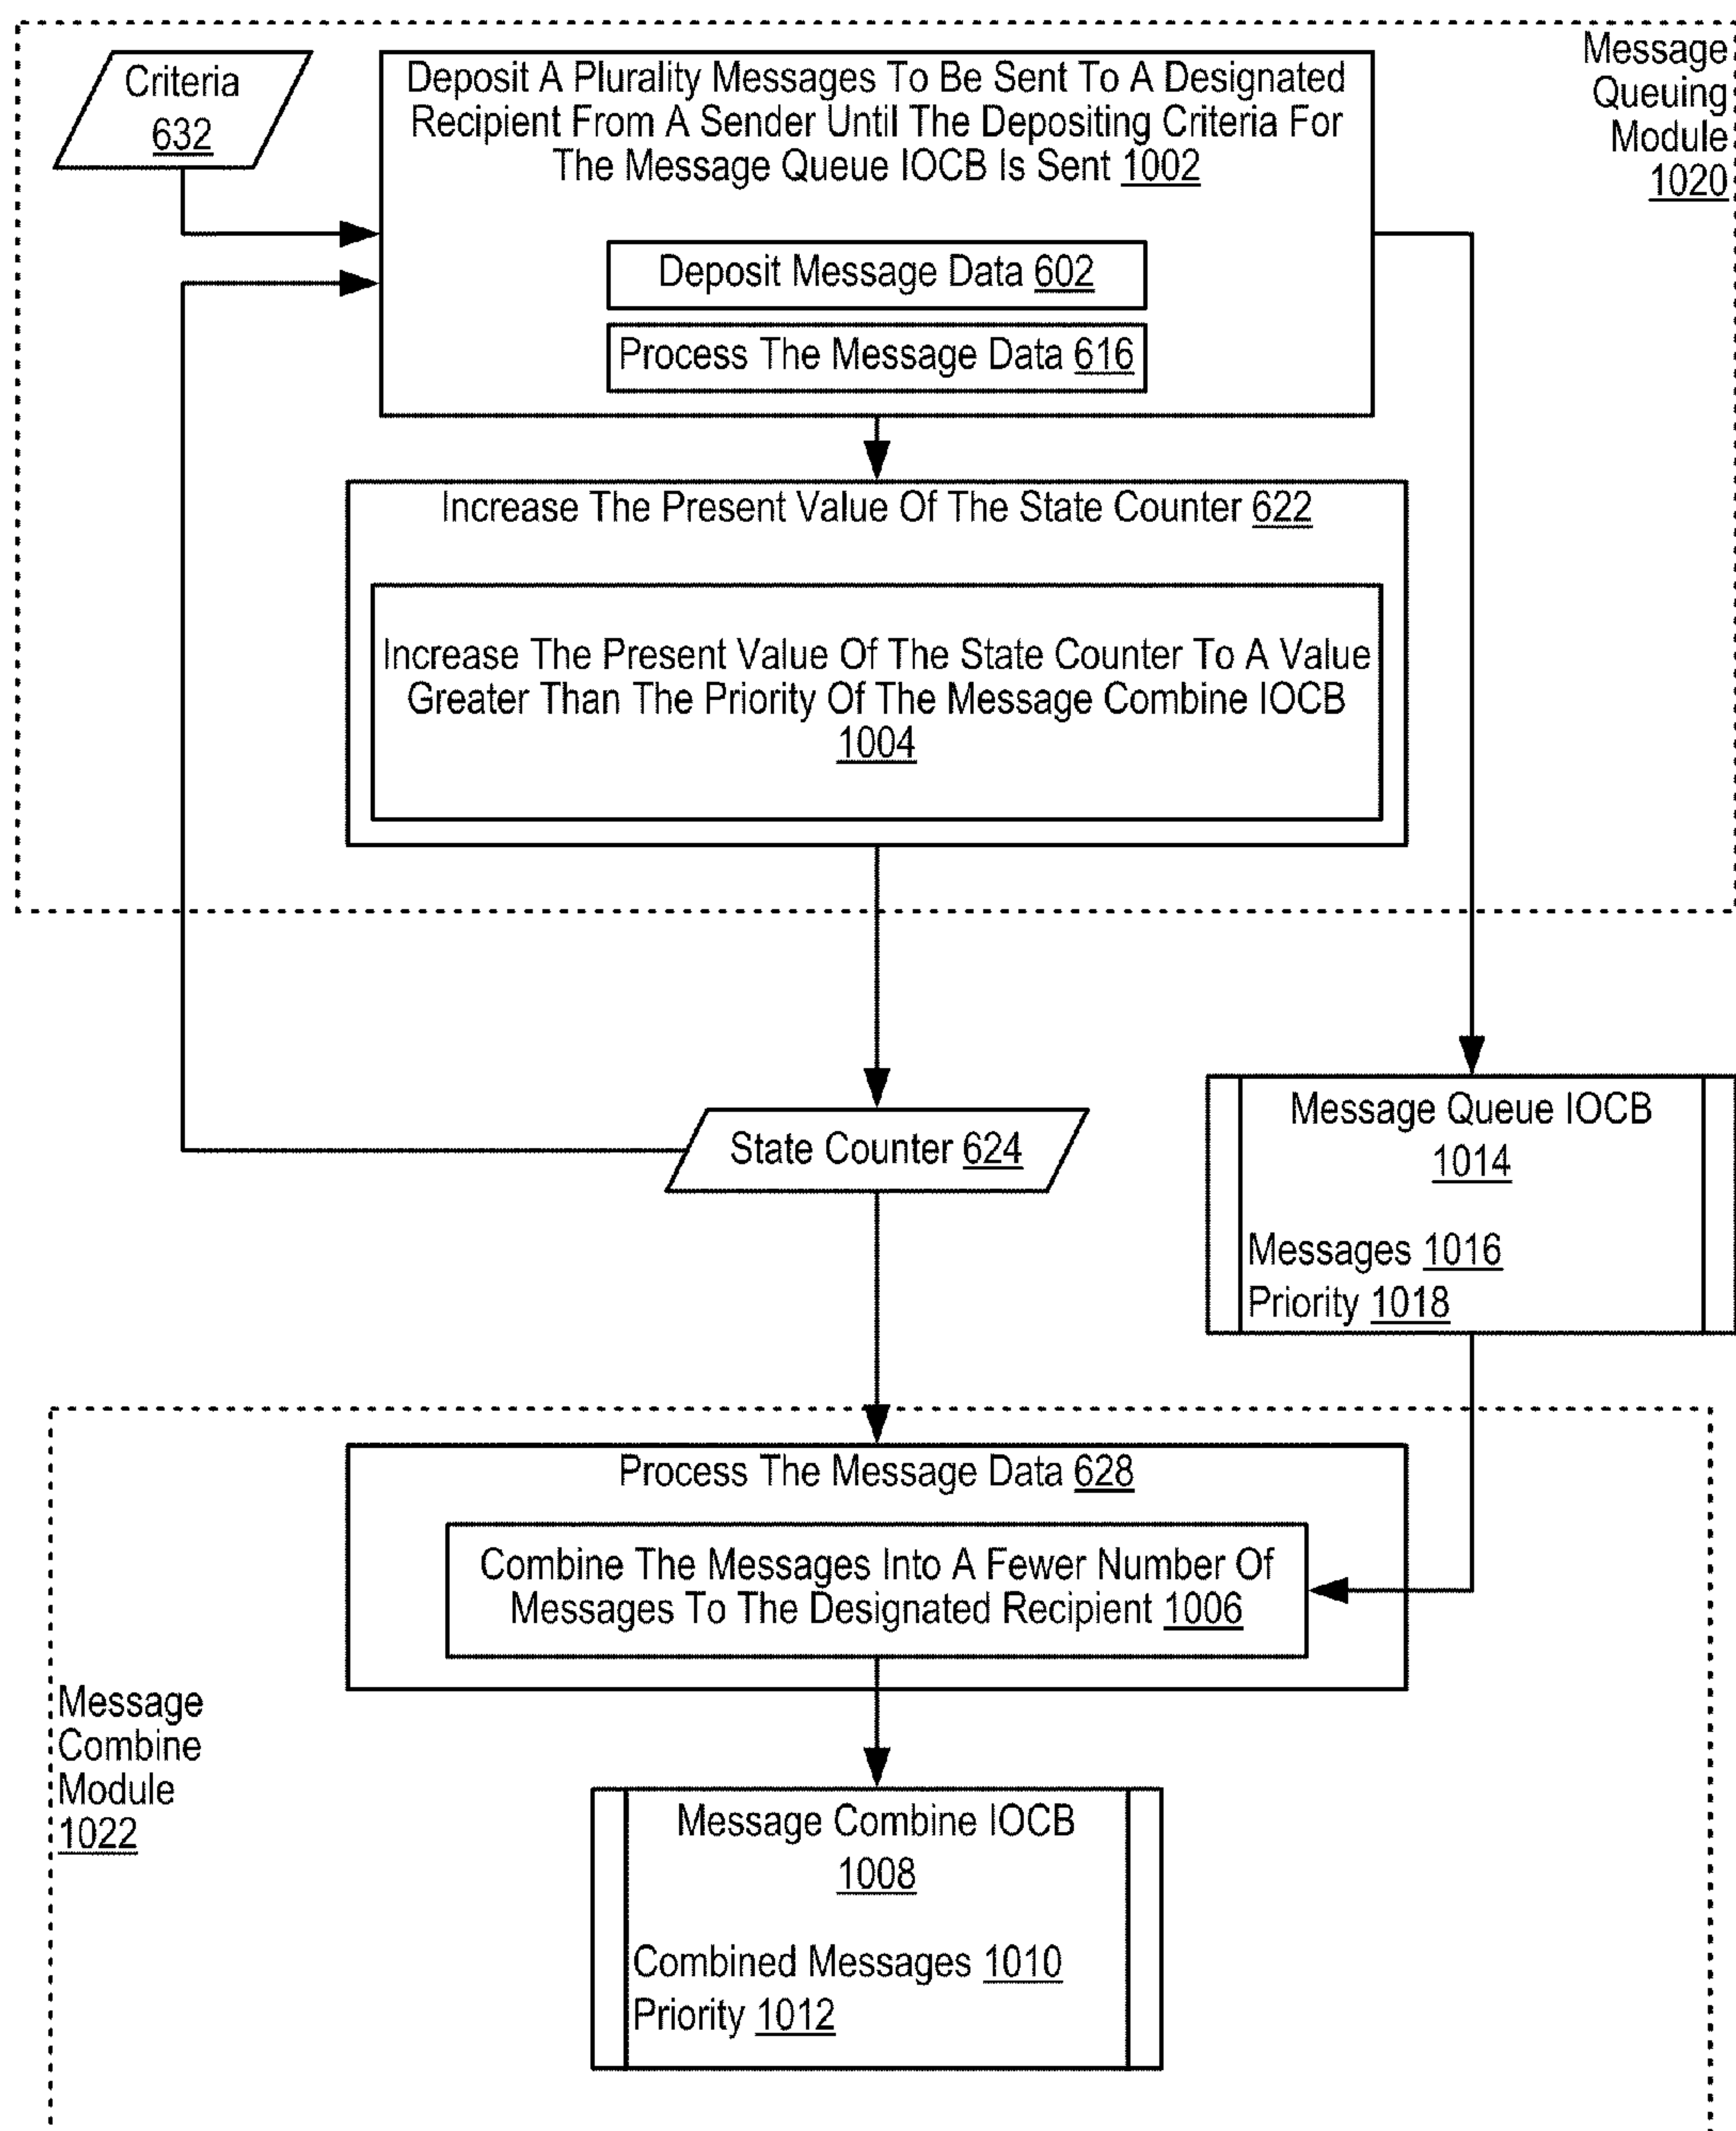 Criteria
632
Deposit A Plurality Messages To Be Sent To A Designated
Recipient From A Sender Until The Depositing Criteria For
The Message Queue IOCB Is Sent 1002
Deposit Message Data 602
Process The Message Data 616
Message
Queuing
Module
1020
Increase The Present Value Of The State Counter 622
Increase The Present Value Of The State Counter To A Value
Greater Than The Priority Of The Message Combine IOCB
1004
State Counter 624
Message Queue IOCB
1014
Messages 1016
Priority 1018
Process The Message Data 628
Combine The Messages Into A Fewer Number Of
Messages To The Designated Recipient 1006
Message
Combine
Module
1022
Message Combine IOCB
1008
Combined Messages 1010
Priority 1012